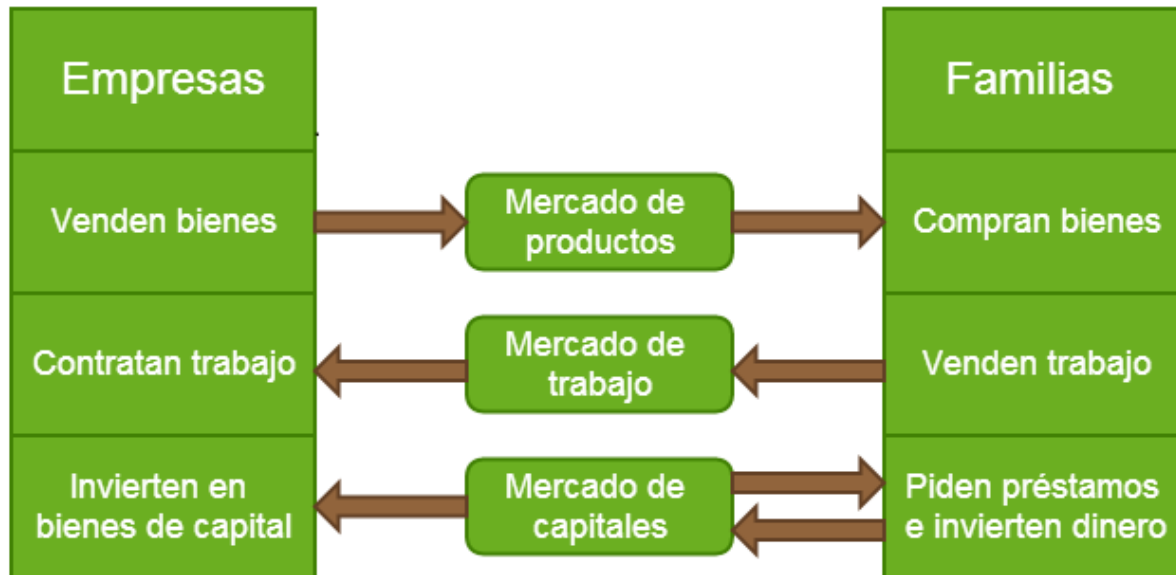 Empresas
Familias
Venden bienes
Mercado de
productos
Compran bienes
Contratan trabajo
Mercado de
trabajo
Venden trabajo
Invierten en
bienes de capital
Mercado de
capitales
Piden préstamos
e invierten dinero